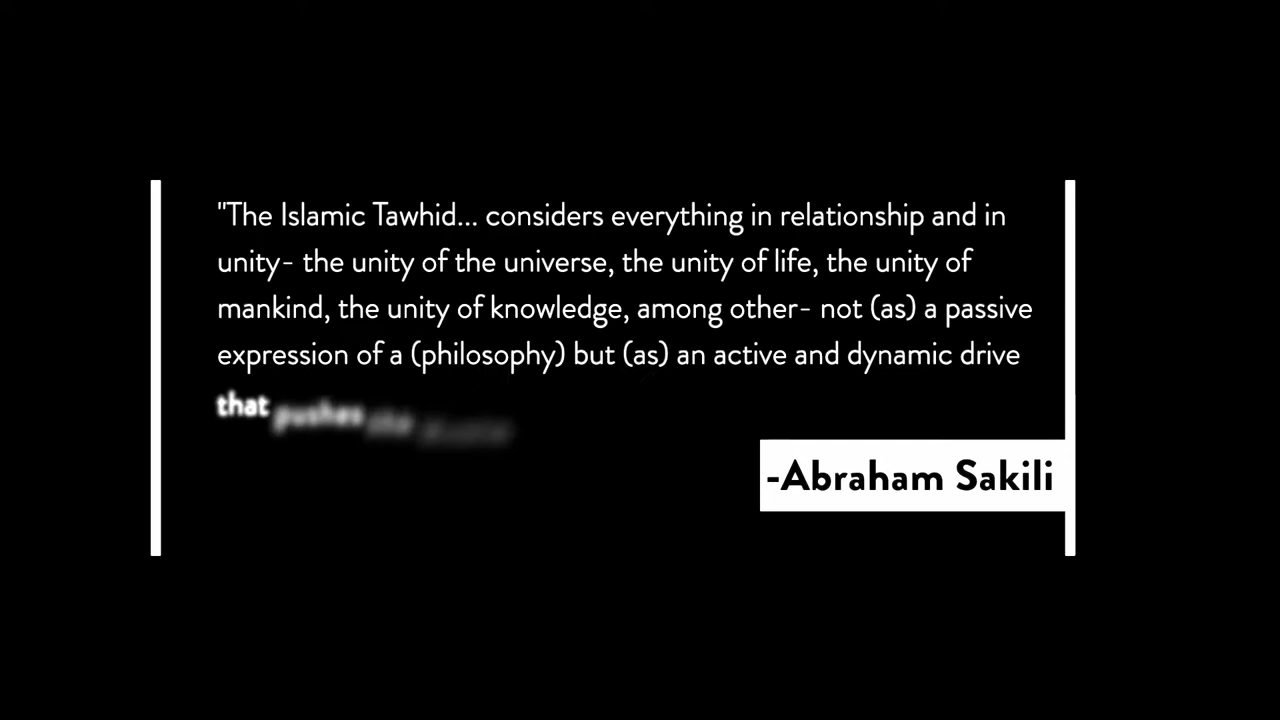 "The Islamic Tawhid... considers everything in relationship and in
unity- the unity of the universe, the unity of life, the unity of
mankind, the unity of knowledge, among other- not (as) a passive
expression of a (philosophy) but (as) an active and dynamic drive
that pushes the
-Abraham Sakili